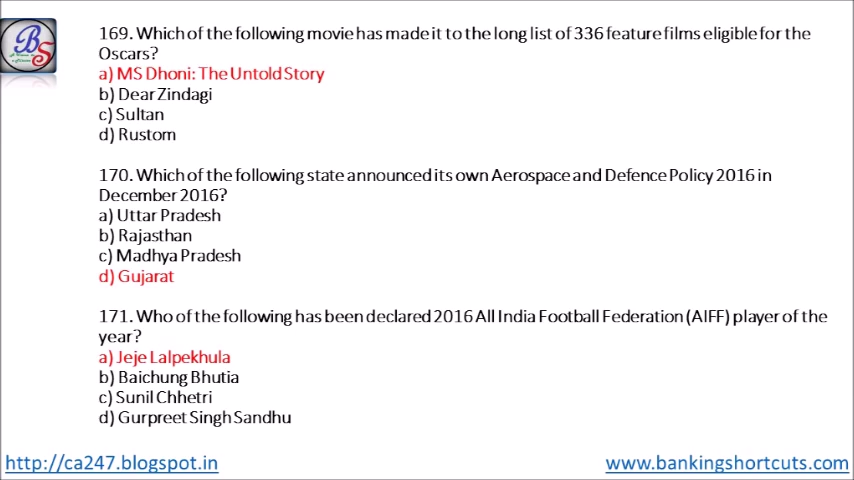 BS
169. Which of the following movie has made it to the long list of 336 feature films eligible for the
Oscars?
a) MS Dhoni: The Untold Story
b) Dear Zindagi
c) Sultan
d) Rustom
170. Which of the following state announced its own Aerospace and Defence Policy 2016 in
December 2016?
a) Uttar Pradesh
b) Rajasthan
c) Madhya Pradesh
d) Gujarat
171. Who of the following has been declared 2016 All India Football Federation (AIFF) player of the
year?
a) Jeje Lalpekhula
b) Baichung Bhutia
c) Sunil Chhetri
d) Gurpreet Singh Sandhu
http://ca247.blogspot.in
www.bankingshortcuts.com